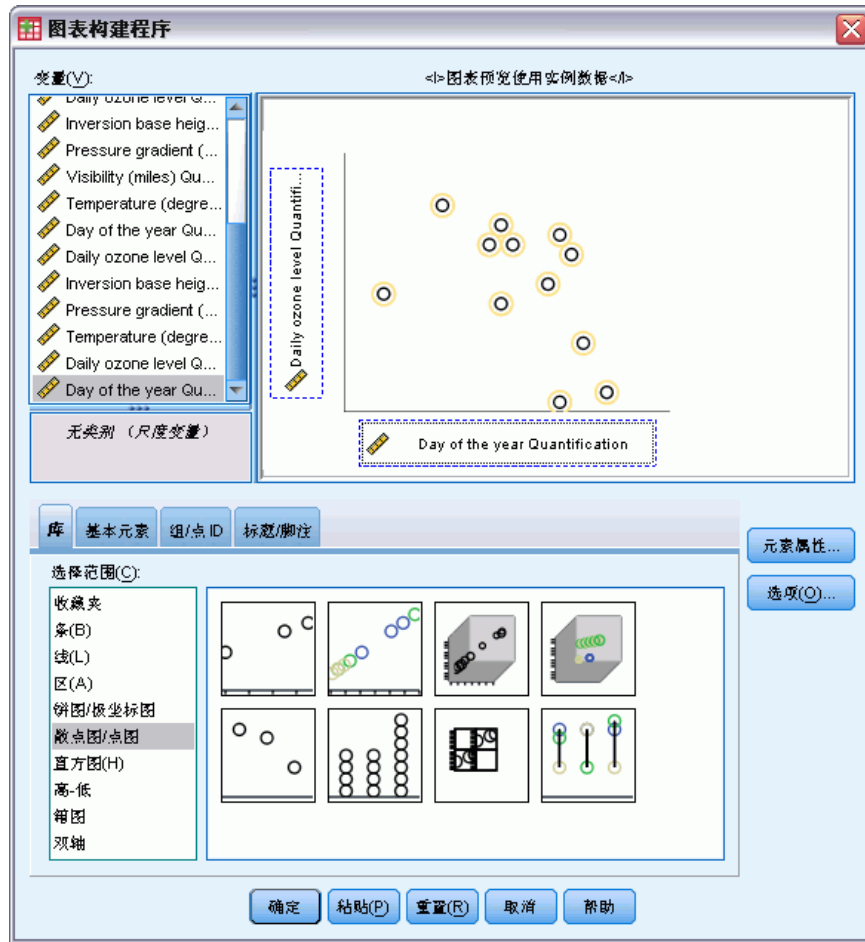 图表构建程序
变量(V):
<I>图表预览使用实例数据</I>
Daily ozone level Q...
Inversion base heig...
Pressure gradient (...
Visibility (miles) Qu...
Temperature (degre...
Day of the year Qu...
Daily ozone level Q...
Inversion base heig...
Pressure gradient (...
Temperature (degre...
Daily ozone level Q...
Day of the year Qu...
无类别 （尺度变量）
Daily ozone level Quantifi...
Day of the year Quantification
库
基本元素
组/点 ID
标题/脚注
元素属性...
选项(O)...
选择范围(C):
收藏夹
条(B)
线(L)
区(A)
饼图/极坐标图
散点图/点图
直方图(H)
高-低
箱图
双轴
确定
粘贴(P)
重置(R)
取消
帮助